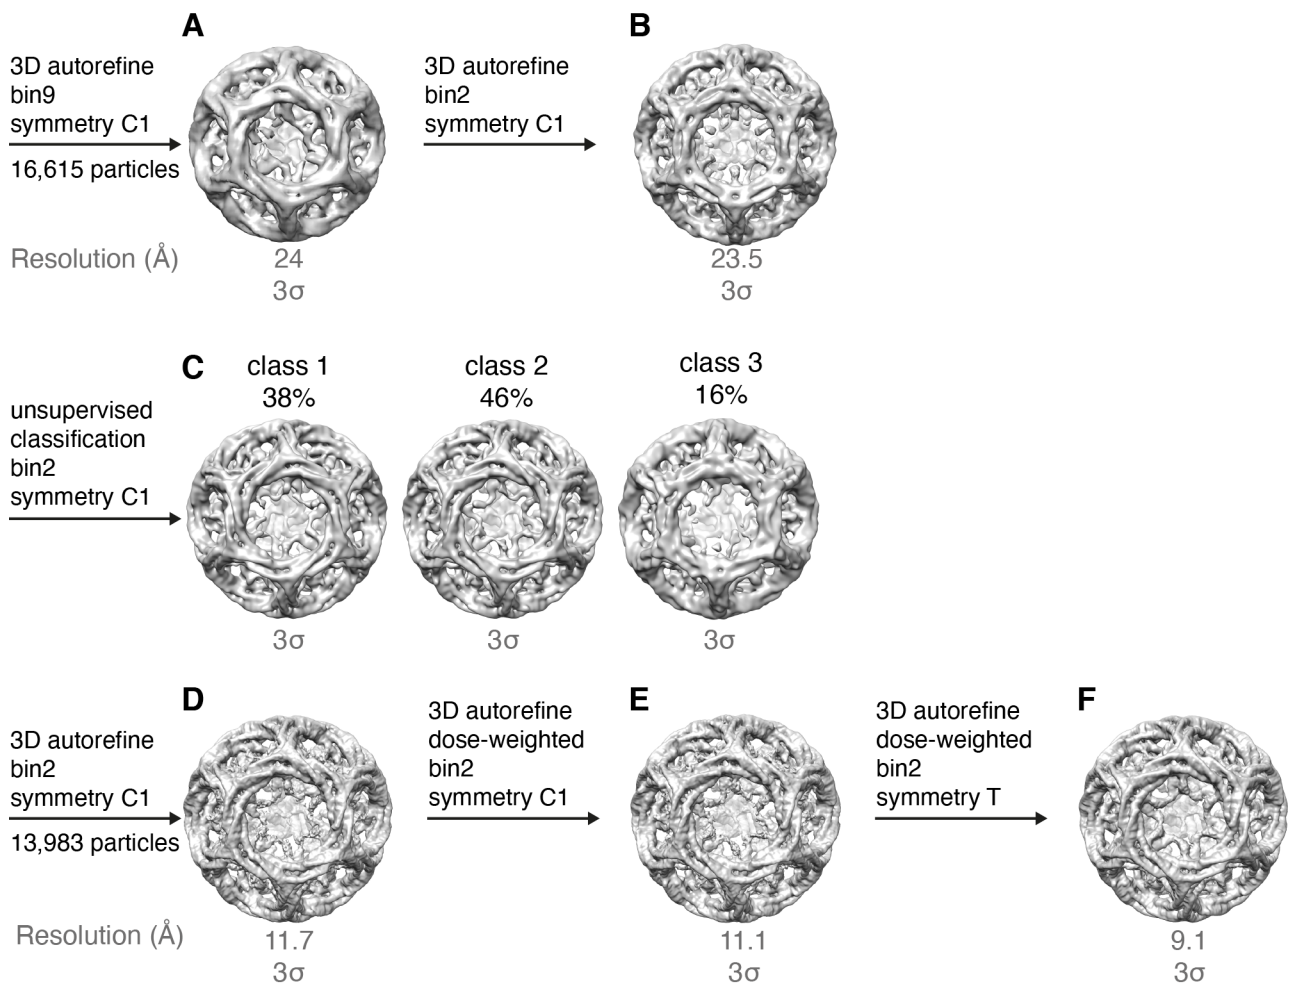 A
3D autorefine
bin9
symmetry C1
16,615 particles
B
3D autorefine
bin2
symmetry C1
Resolution (Å)
24
3σ
23.5
3σ
C
unsupervised
classification
bin2
symmetry C1
class 1
38%
class 2
46%
class 3
16%
3σ
3σ
3σ
D
3D autorefine
bin2
symmetry C1
13,983 particles
E
3D autorefine
dose-weighted
bin2
symmetry C1
F
3D autorefine
dose-weighted
bin2
symmetry T
Resolution (Å)
11.7
3σ
11.1
3σ
9.1
3σ